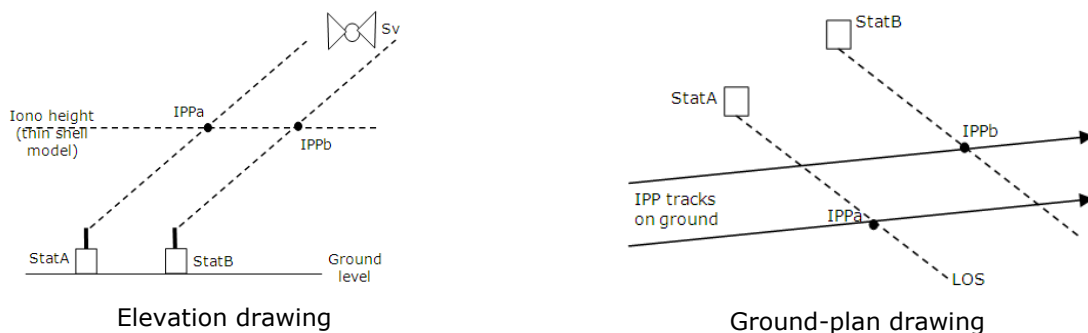 Sv
Iono height
(thin shell
model)
IPPa
IPPb
StatA
StatB
Ground
level
Elevation drawing
StatB
StatA
IPPb
IPP tracks
on ground
IPPa
LOS
Ground-plan drawing